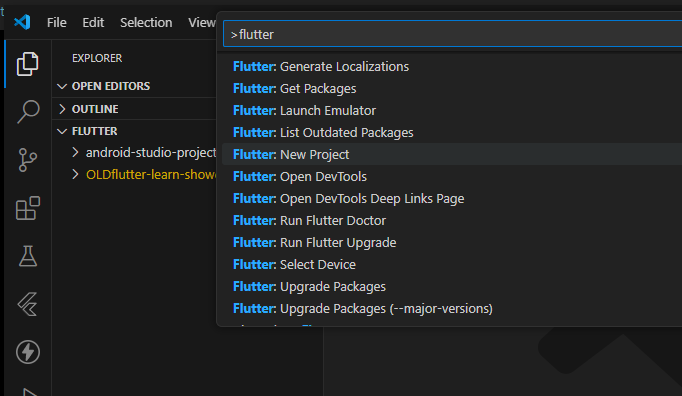 File Edit Selection View
>flutter
EXPLORER
OPEN EDITORS
OUTLINE
FLUTTER
android-studio-project
OLDflutter-learn-show
Flutter: Generate Localizations
Flutter: Get Packages
Flutter: Launch Emulator
Flutter: List Outdated Packages
Flutter: New Project
Flutter: Open DevTools
Flutter: Open DevTools Deep Links Page
Flutter: Run Flutter Doctor
Flutter: Run Flutter Upgrade
Flutter: Select Device
Flutter: Upgrade Packages
Flutter: Upgrade Packages (--major-versions)